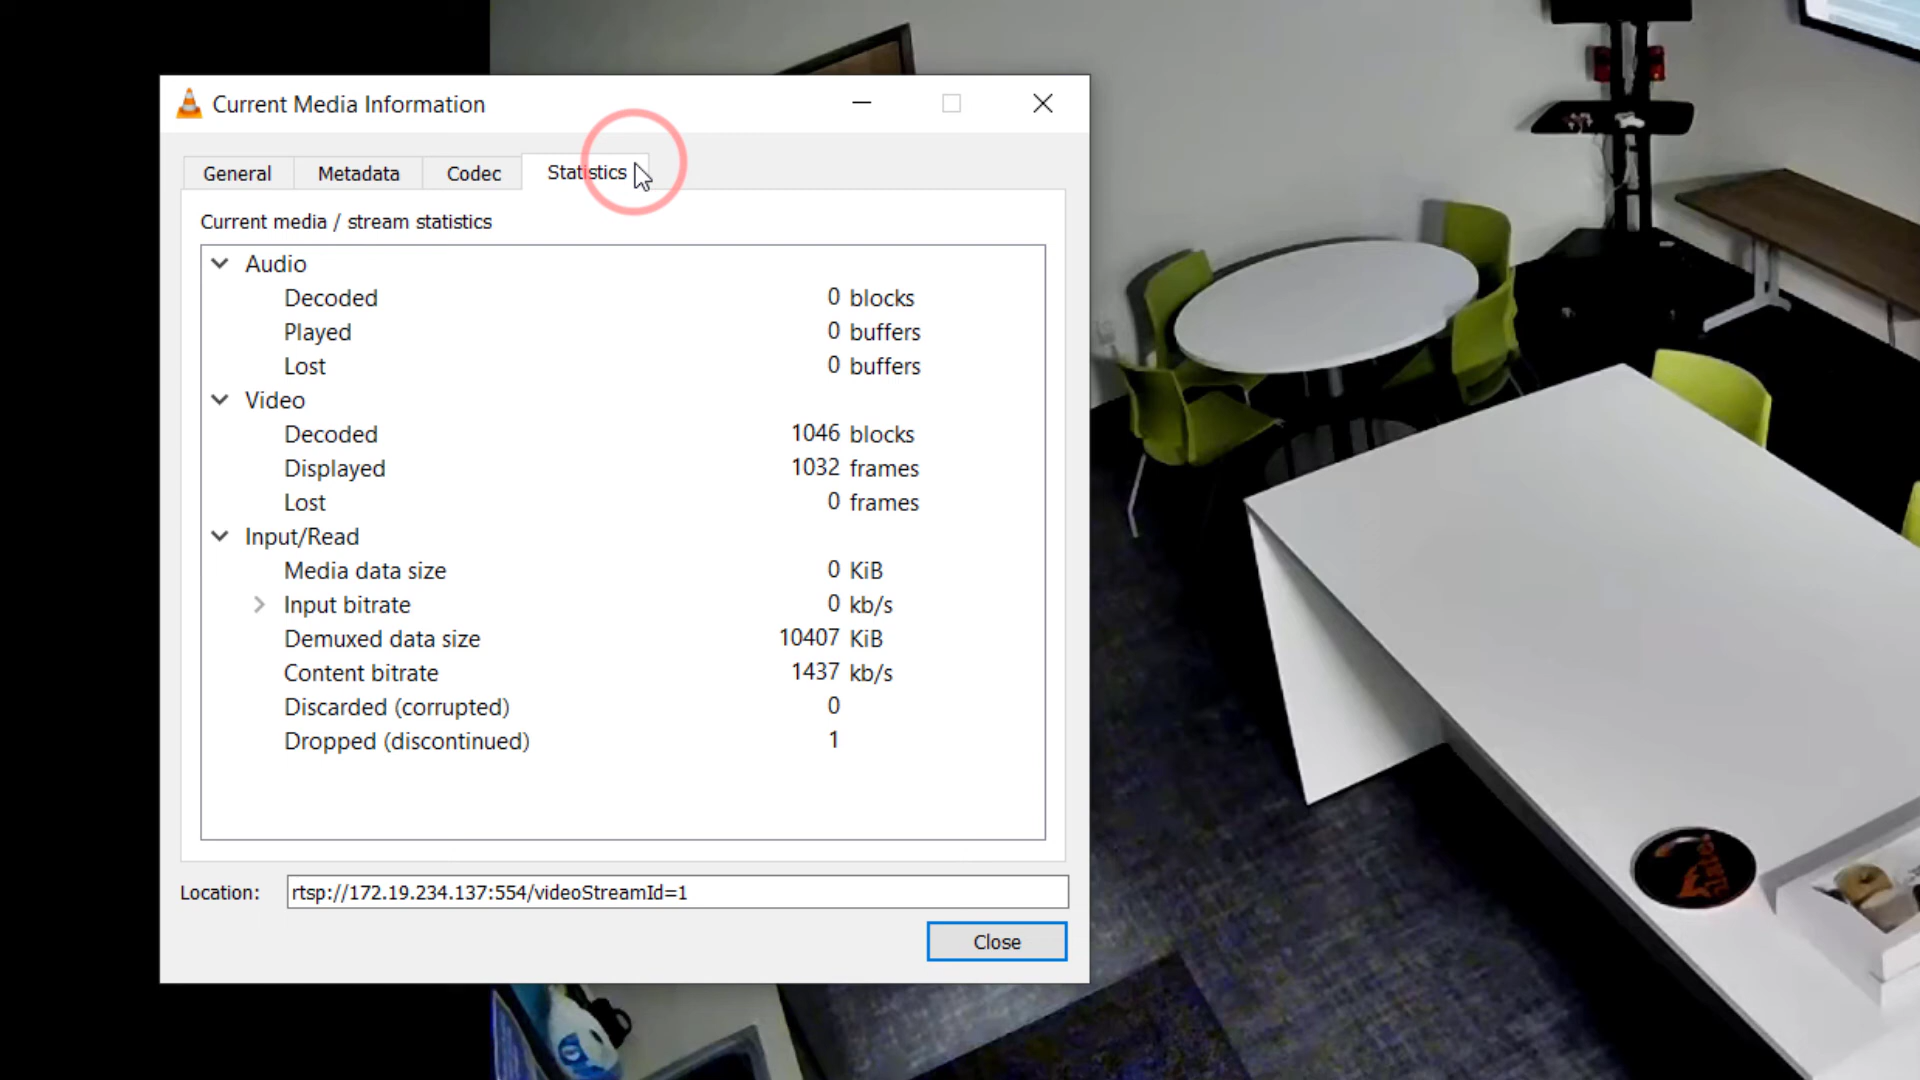 Current Media Information
General Metadata Codec Statistics
Current media / stream statistics
Audio
Decoded 0 blocks
Played 0 buffers
Lost 0 buffers
Video
Decoded 1046 blocks
Displayed 1032 frames
Lost 0 frames
Input/Read
Media data size 0 KiB
Input bitrate 0 kb/s
Demuxed data size 10407 KiB
Content bitrate 1437 kb/s
Discarded (corrupted) 0
Dropped (discontinued) 1
Location: rtsp://172.19.234.137:554/videoStreamId=1
Close